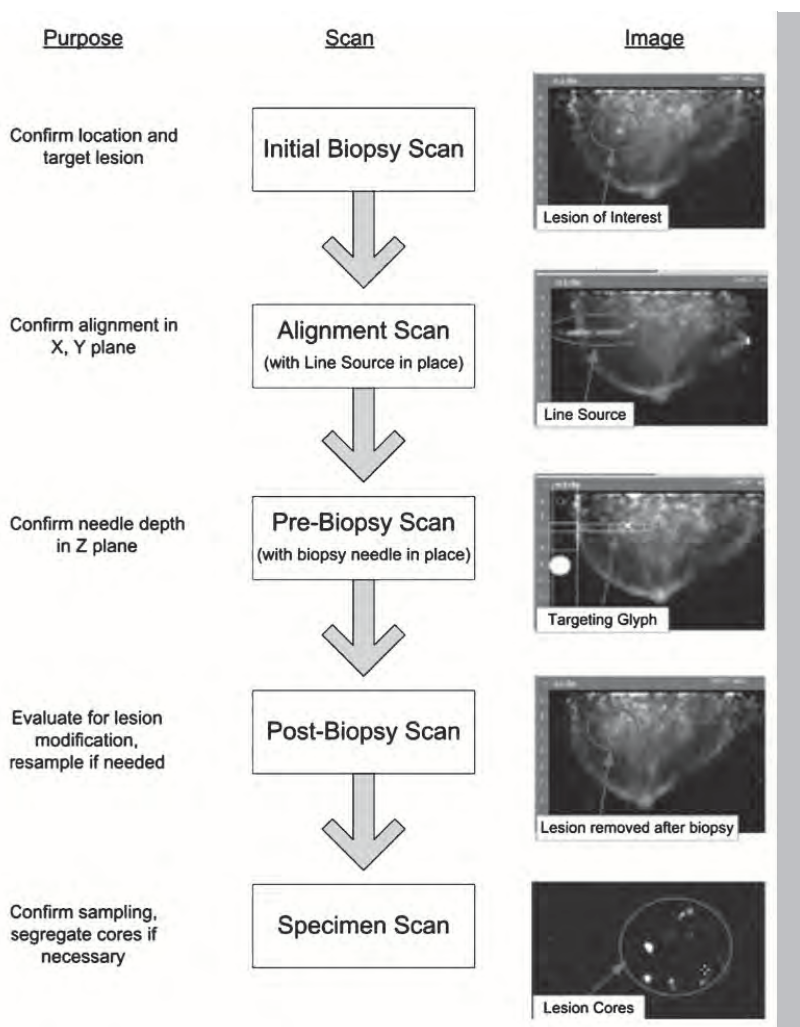 Purpose
Scan
Image
Confirm location and
target lesion
Initial Biopsy Scan
Lesion of Interest
Confirm alignment in
X, Y plane
Alignment Scan
(with Line Source in place)
Line Source
Confirm needle depth
in Z plane
Pre-Biopsy Scan
(with biopsy needle in place)
Targeting Glyph
Evaluate for lesion
modification,
resample if needed
Post-Biopsy Scan
Lesion removed after biopsy
Confirm sampling,
segregate cores if
necessary
Specimen Scan
Lesion Cores